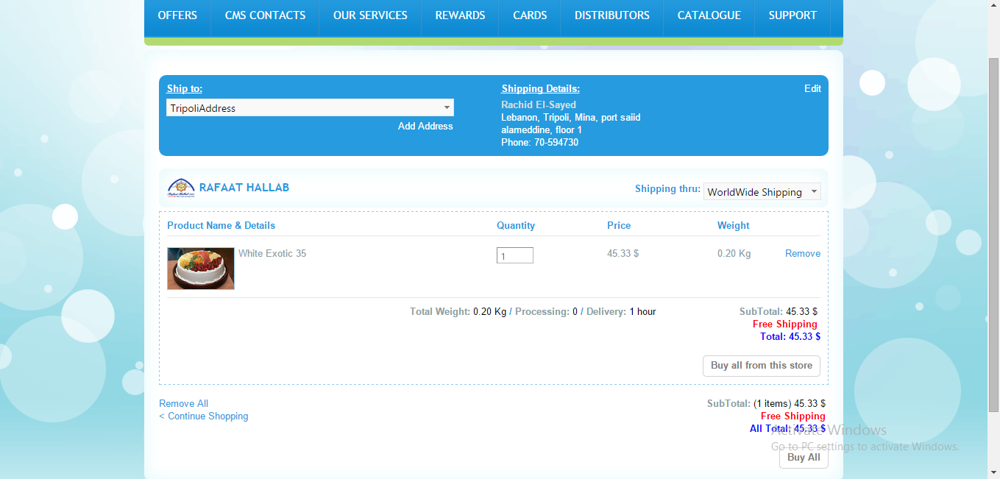 OFFERS CMS CONTACTS OUR SERVICES REWARDS CARDS DISTRIBUTORS CATALOGUE SUPPORT
Ship to:
TripoliAddress
Add Address
Shipping Details:
Edit
Rachid El-Sayed
Lebanon, Tripoli, Mina, port saiid
alameddine, floor 1
Phone: 70-594730
RAFAAT HALLAB
Shipping thru: WorldWide Shipping
Product Name & Details Quantity Price Weight
White Exotic 35 1 45.33 $ 0.20 Kg Remove
Total Weight: 0.20 Kg / Processing: 0 / Delivery: 1 hour
SubTotal: 45.33 $
Free Shipping
Total: 45.33 $
Buy all from this store
Remove All
< Continue Shopping
SubTotal: (1 items) 45.33 $
Free Shipping
All Total: 45.33 $
Activate Windows
Go to PC settings to activate Windows.
Buy All